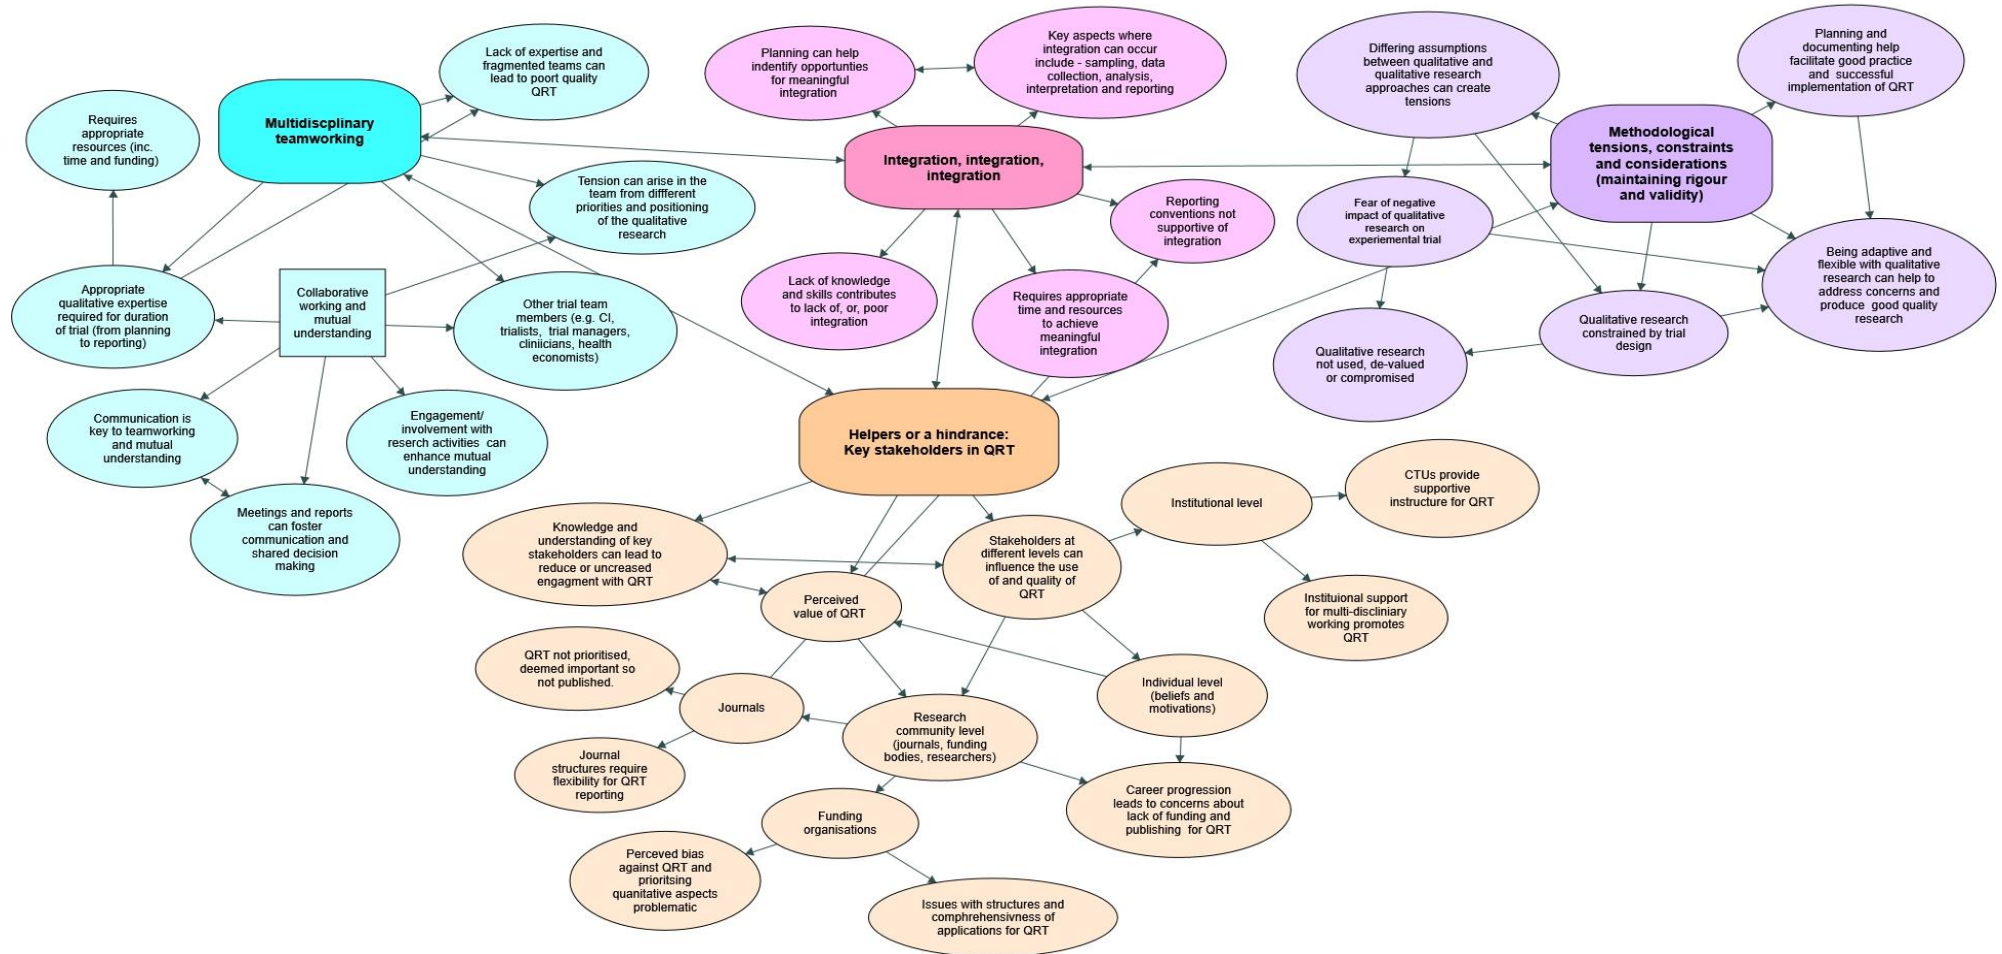 Lack of expertise and
fragmented teams can
lead to poort quality
QRT
Multidiscplinary
teamworking
Requires
appropriate
resources (inc.
time and funding)
Tension can arise in the
team from diffferent
priorities and positioning
of the qualitative
research
Appropriate
qualitative expertise
required for duration
of trial (from planning
to reporting)
Collaborative
working and
mutual
understanding
Other trial team
members (e.g. CI,
trialists, trial managers,
cliniicians, health
economists)
Communication is
key to teamworking
and mutual
understanding
Engagement/
involvement with
reserch activities can
enhance mutual
understanding
Meetings and reports
can foster
communication and
shared decision
making
Planning can help
indentify opportunties
for meaningful
integration
Key aspects where
integration can occur
include - sampling, data
collection, analysis,
interpretation and reporting
Integration, integration,
integration
Reporting
conventions not
supportive of
integration
Lack of knowledge
and skills contributes
to lack of, or, poor
integration
Requires appropriate
time and resources
to achieve
meaningful
integration
Differing assumptions
between qualitative and
qualitative research
approaches can create
tensions
Planning and
documenting help
facilitate good practice
and successful
implementation of QRT
Methodological
tensions, constraints
and considerations
(maintaining rigour
and validity)
Fear of negative
impact of qualitative
research on
experiemental trial
Being adaptive and
flexible with qualitative
research can help to
address concerns and
produce good quality
research
Qualitative research
constrained by trial
design
Qualitative research
not used, de-valued
or compromised
Helpers or a hindrance:
Key stakeholders in QRT
Knowledge and
understanding of key
stakeholders can lead to
reduce or uncreased
engagment with QRT
Stakeholders at
different levels can
influence the use
of and quality of
QRT
Institutional level
CTUs provide
supportive
instructure for QRT
Instituional support
for multi-discliniary
working promotes
QRT
Perceived
value of QRT
QRT not prioritised,
deemed important so
not published.
Journals
Journal
structures require
flexibility for QRT
reporting
Research
community level
(journals, funding
bodies, researchers)
Individual level
(beliefs and
motivations)
Career progression
leads to concerns about
lack of funding and
publishing for QRT
Funding
organisations
Perceved bias
against QRT and
prioritsing
quanitative aspects
problematic
Issues with structures and
comphrehensivness of
applications for QRT